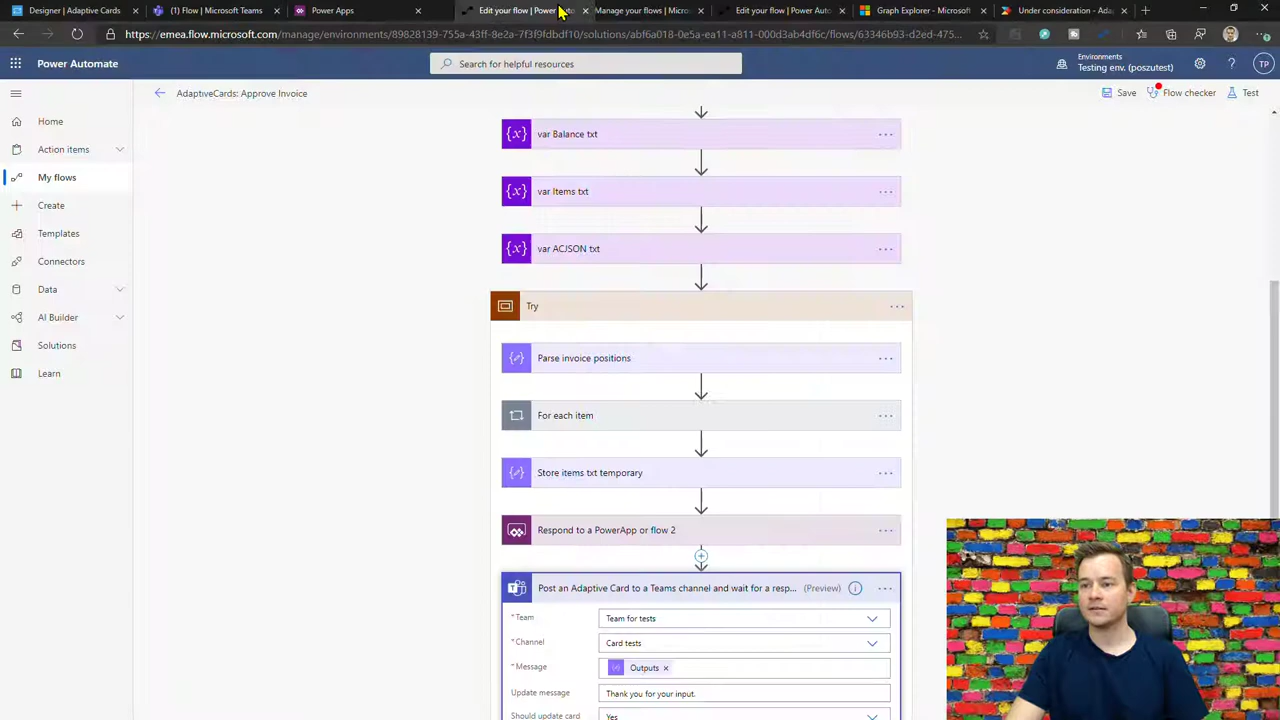 Designer | Adaptive Cards
(1) Flow | Microsoft Teams
Power Apps
Edit your flow | Power Auto
Manage your flows | Micros
Edit your flow | Power Auto
Graph Explorer - Microsoft
Under consideration - Adap
https://emea.flow.microsoft.com/manage/environments/89828139-755a-43ff-8e2a-7f3f9fdbdf10/solutions/abf6a018-0e5a-ea11-a811-000d3ab4c6df/flows/63346b93-d2ed-475...
Power Automate
Search for helpful resources
Environments
Testing env. (poszutest)
TP
AdaptiveCards: Approve Invoice
Save
Flow checker
Test
Home
Action items
My flows
Create
Templates
Connectors
Data
AI Builder
Solutions
Learn
var Balance txt
var Items txt
var ACJSON txt
Try
Parse invoice positions
For each item
Store items txt temporary
Respond to a PowerApp or flow 2
Post an Adaptive Card to a Teams channel and wait for a resp... (Preview)
* Team
Team for tests
* Channel
Card tests
* Message
Outputs ×
Update message
Thank you for your input.
Should update card
Yes